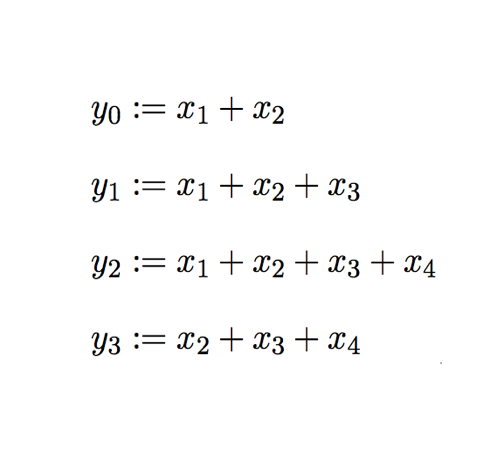 y₀ := x₁ + x₂
y₁ := x₁ + x₂ + x₃
y₂ := x₁ + x₂ + x₃ + x₄
y₃ := x₂ + x₃ + x₄